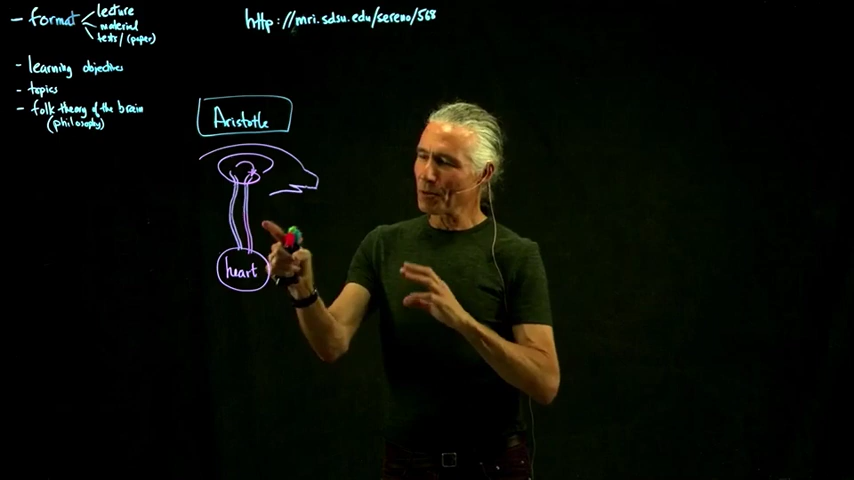 - format
lecture
material
tests/(paper)
http://mri.sdsu.edu/sereno/568
- learning objectives
- topics
- folk theory of the brain
(philosophy)
Aristotle
heart